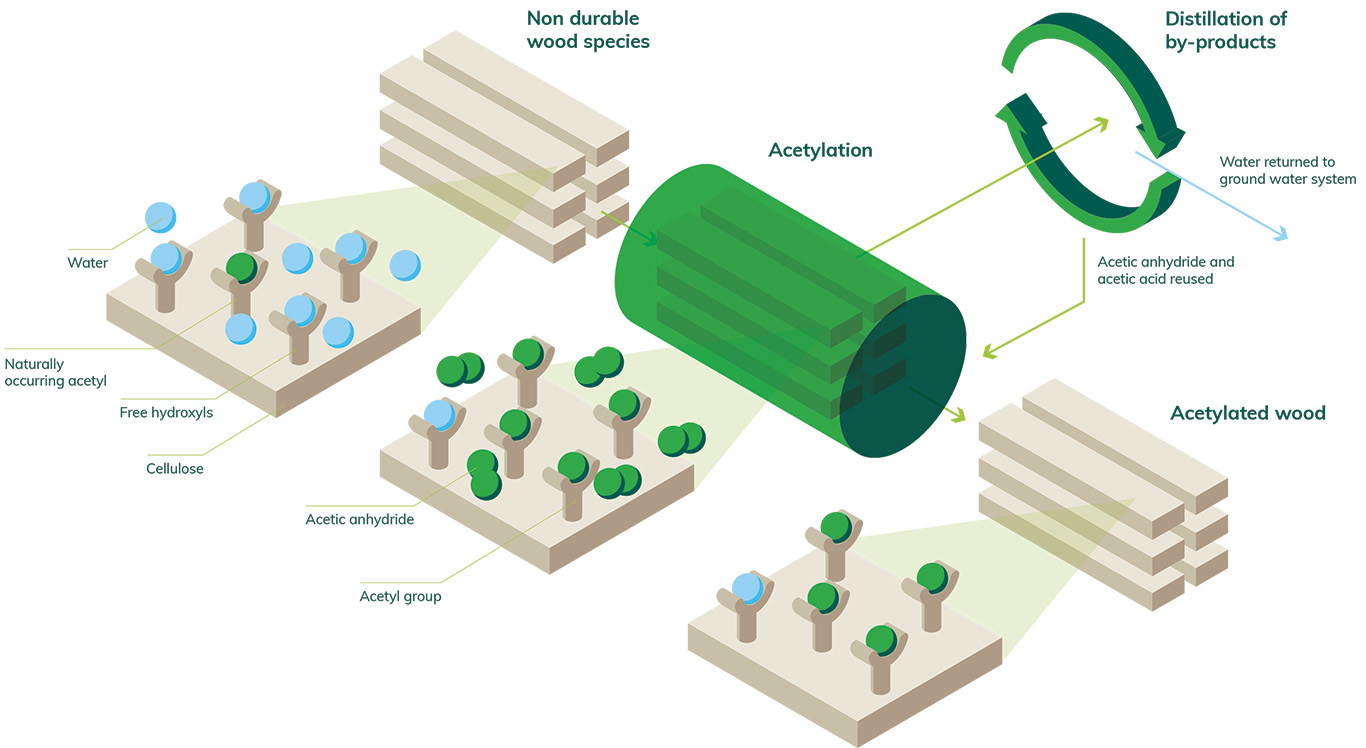 Non durable
wood species
Distillation of
by-products
Acetylation
Water returned to
ground water system
Water
Acetic anhydride and
acetic acid reused
Naturally
occurring acetyl
Free hydroxyls
Cellulose
Acetylated wood
Acetic anhydride
Acetyl group